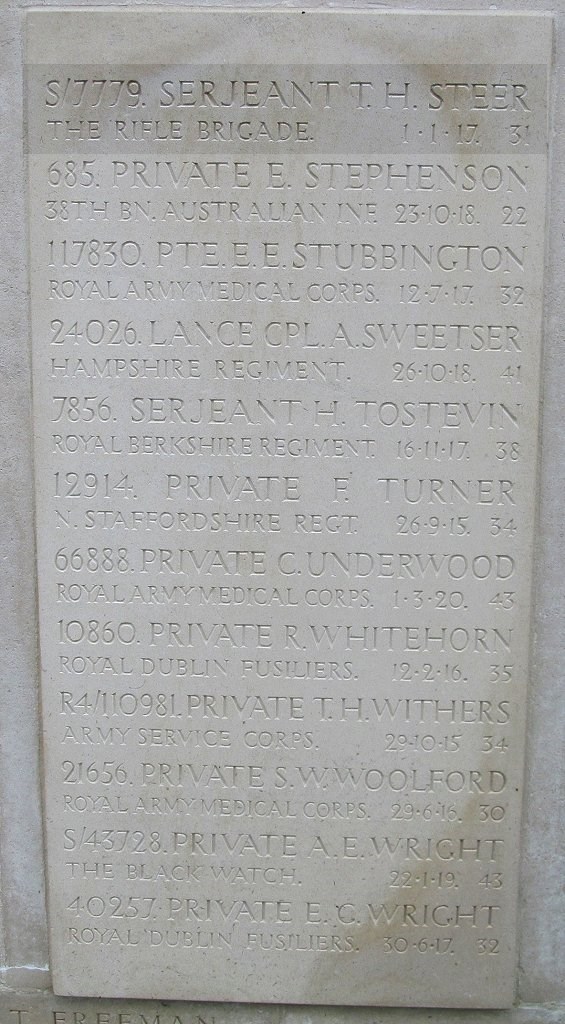 S/7779. SERJEANT T. H. STEER
THE RIFLE BRIGADE. 1·1·17. 31
685. PRIVATE E. STEPHENSON
38TH BN. AUSTRALIAN INF. 23·10·18. 22
117830. PTE. E. E. STUBBINGTON
ROYAL ARMY MEDICAL CORPS. 12·7·17. 32
24026. LANCE CPL. A. SWEETSER
HAMPSHIRE REGIMENT. 26·10·18. 41
7856. SERJEANT H. TOSTEVIN
ROYAL BERKSHIRE REGIMENT. 16·11·17. 38
12914. PRIVATE F. TURNER
N. STAFFORDSHIRE REGT. 26·9·15. 34
66888. PRIVATE C. UNDERWOOD
ROYAL ARMY MEDICAL CORPS. 1·3·20. 43
10860. PRIVATE R. WHITEHORN
ROYAL DUBLIN FUSILIERS. 12·2·16. 35
R4/110981. PRIVATE T. H. WITHERS
ARMY SERVICE CORPS. 29·10·15 34
21656. PRIVATE S. W. WOOLFORD
ROYAL ARMY MEDICAL CORPS. 29·6·16. 30
S/43728. PRIVATE A. E. WRIGHT
THE BLACK WATCH. 22·1·19. 43
40257. PRIVATE E. G. WRIGHT
ROYAL DUBLIN FUSILIERS. 30·6·17. 32
T. FREEMAN